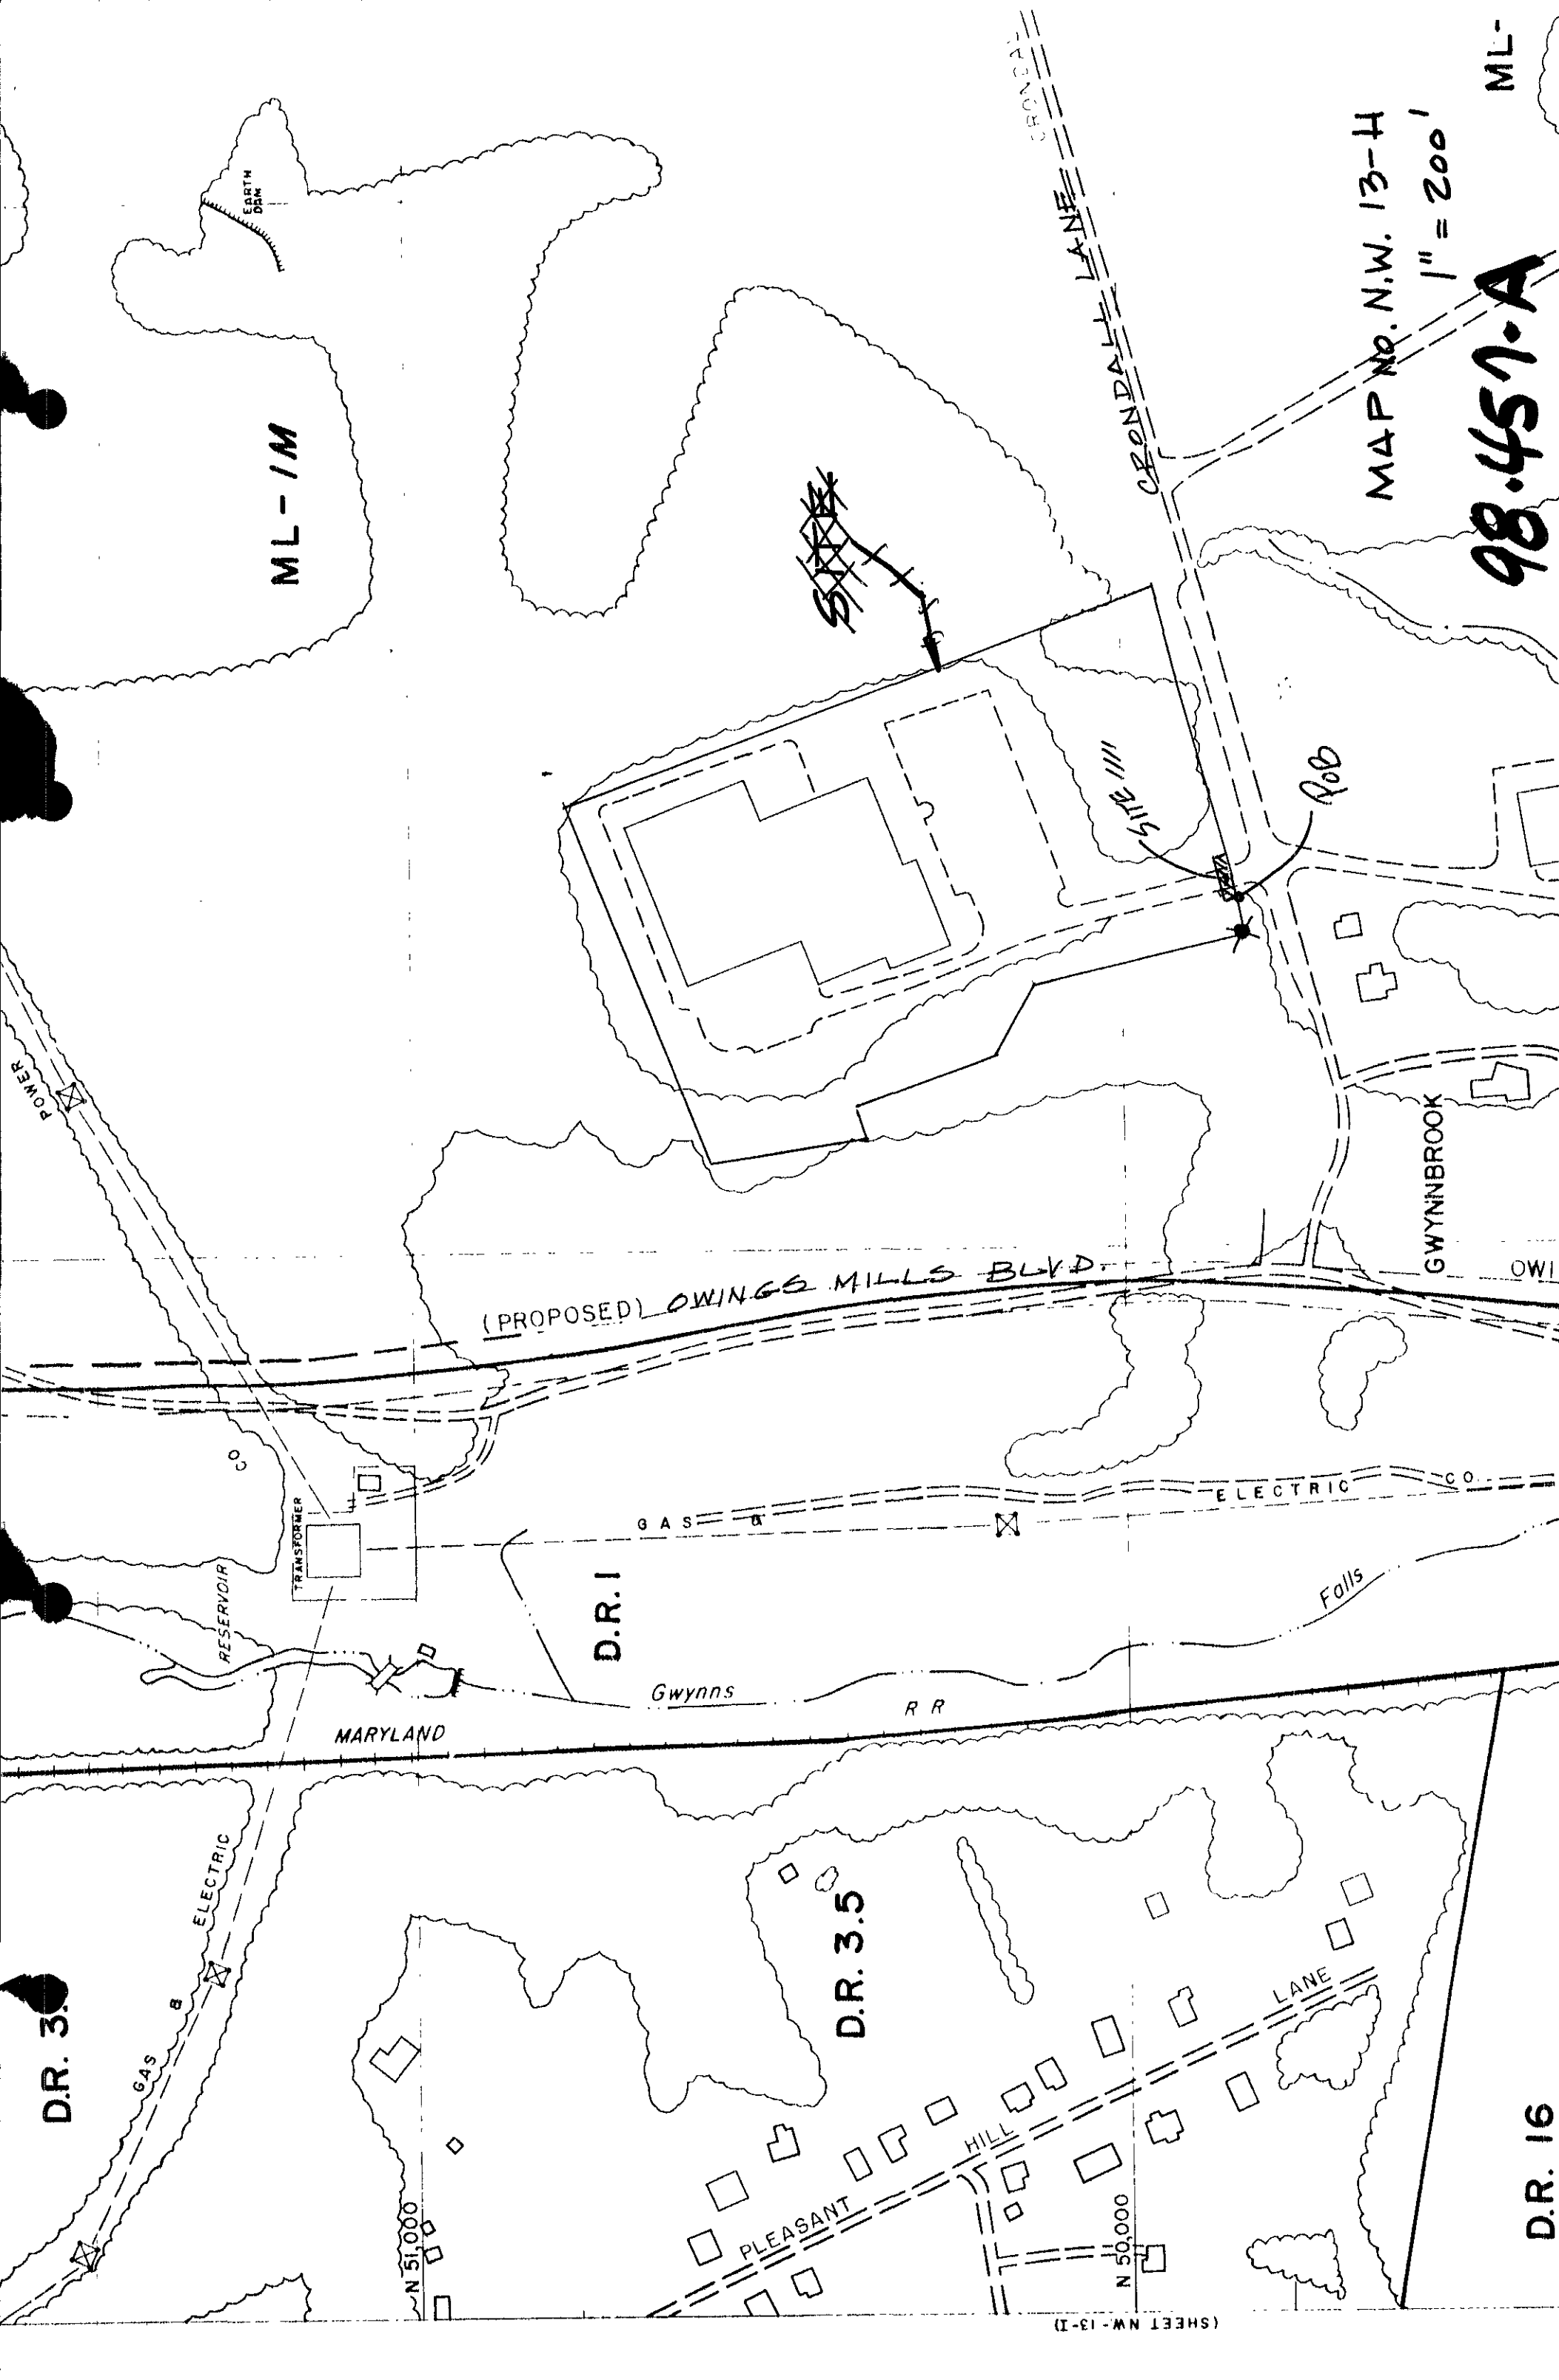 EARTH
DAM
CRONDAL
ML-
ML-IM
CRONDALL LANE
MAP NO. N.W. 13-H
1" = 200'
98.457.A
SITE
SITE ////
POB
POWER
(PROPOSED) OWINGS MILLS BLVD.
GWYNNBROOK
OWI
CO
TRANSFORMER
RESERVOIR
GAS & ELECTRIC CO.
D.R. 1
Gwynns Falls
MARYLAND RR
GAS & ELECTRIC
D.R. 3.
D.R. 3.5
PLEASANT HILL LANE
N 51,000
N 50,000
D.R. 16
(SHEET NW-13-I)